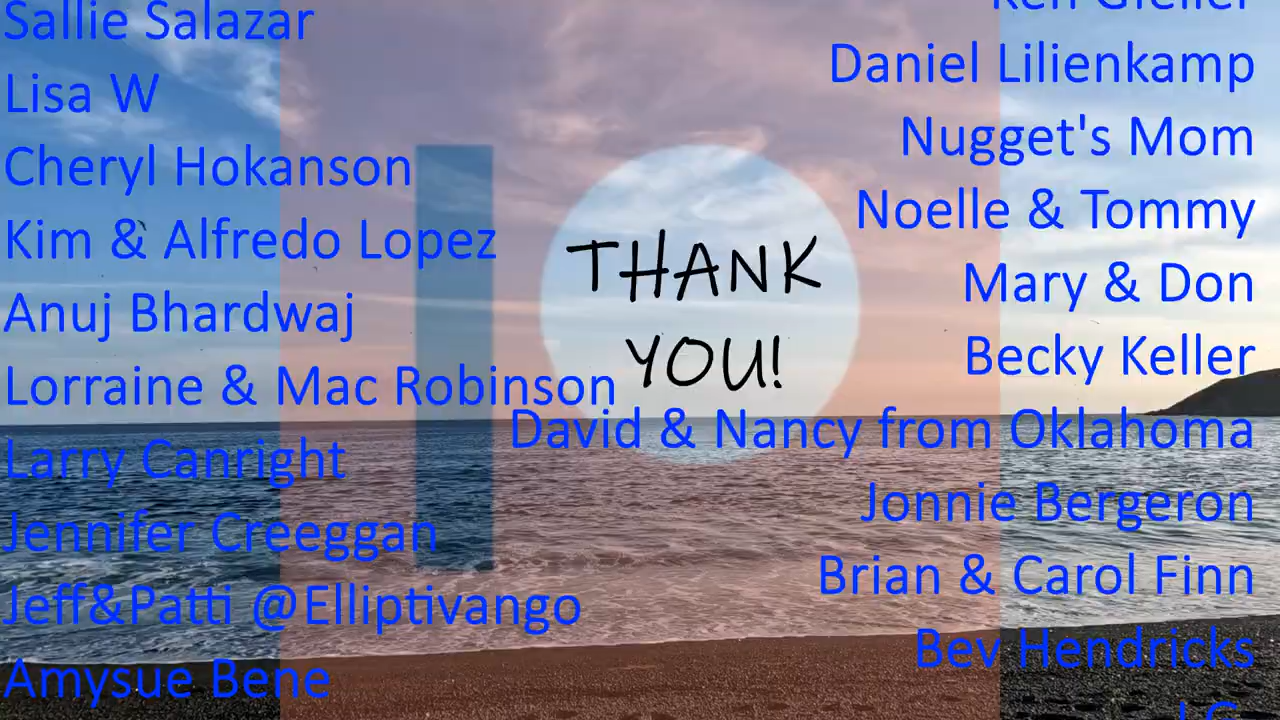 Sallie Salazar
Lisa W
Cheryl Hokanson
Kim & Alfredo Lopez
Anuj Bhardwaj
Lorraine & Mac Robinson
Larry Canright
Jennifer Creeggan
Jeff&Patti @Elliptivango
Amysue Bene
THANK
YOU!
Daniel Lilienkamp
Nugget's Mom
Noelle & Tommy
Mary & Don
Becky Keller
David & Nancy from Oklahoma
Jonnie Bergeron
Brian & Carol Finn
Bev Hendricks